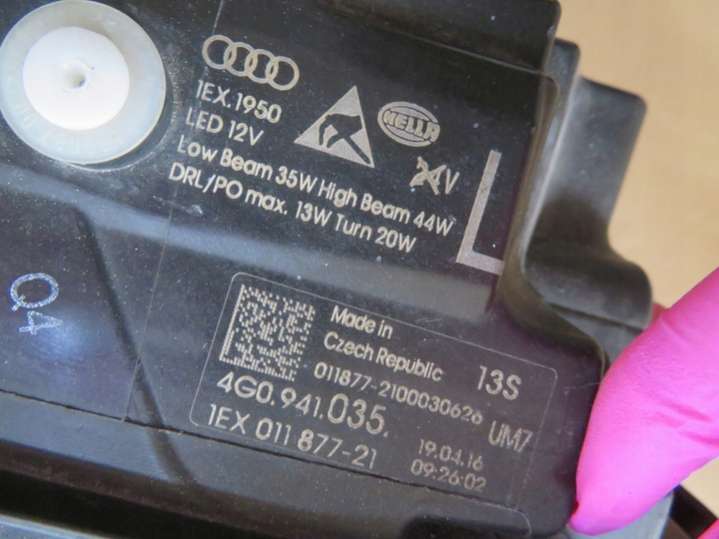 1EX.1950
LED 12V
HELLA
Low Beam 35W High Beam 44W
24V
DRL/PO max. 13W Turn 20W
L
Q4
Made in
Czech Republic
13S
011877-2100030626
4G0.941.035.
UM7
1EX 011 877-21
19.04.16
09:26:02